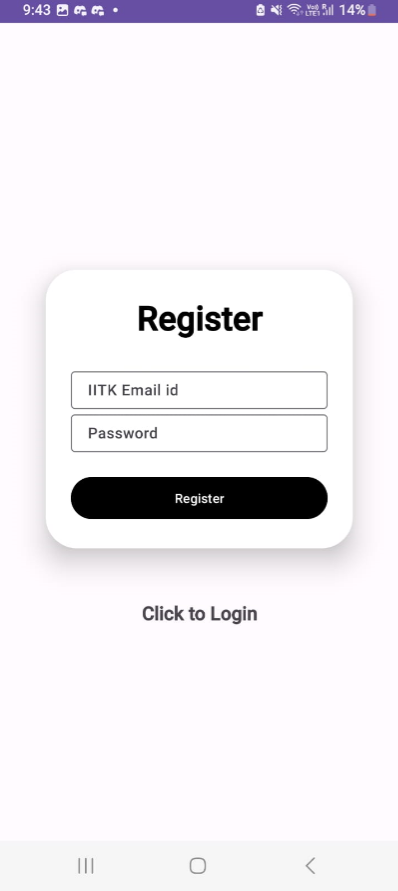 9:43
14%
Register
IITK Email id
Password
Register
Click to Login